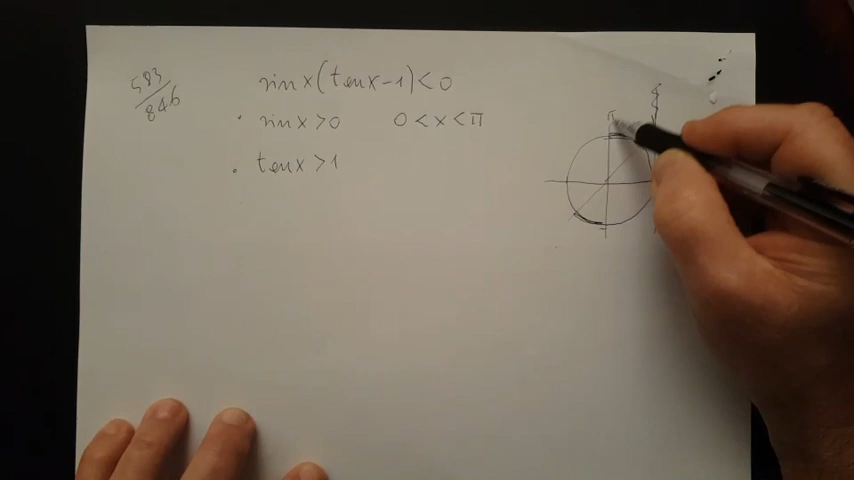 583/846
sin x (tan x - 1) < 0
• sin x > 0    0 < x < π
• tan x > 1
π